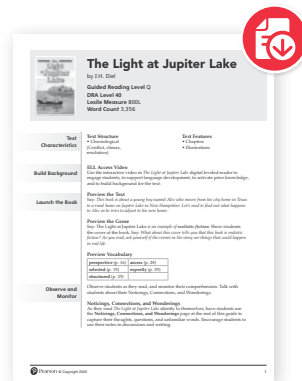 The Light at Jupiter Lake
by J.H. Diel
Guided Reading Level Q
DRA Level 40
Lexile Measure 800L
Word Count 3,356
Text Characteristics
Text Structure
• Chronological
(Conflict, climax,
resolution)
Text Features
• Chapters
• Illustrations
Build Background
ELL Access Video
Use the interactive video in The Light at Jupiter Lake digital leveled reader to
engage students, to support language development, to activate prior knowledge,
and to build background for the text.
Launch the Book
Preview the Text
Say: This book is about a young boy named Alex who moves from his city home in Texas
to a rural home on Jupiter Lake in New Hampshire. Let's read to find out what happens
to Alex as he tries to adjust to his new home.
Preview the Genre
Say: The Light at Jupiter Lake is an example of realistic fiction. Show students
the cover of the book. Say: What about this cover tells you that this book is realistic
fiction? As you read, ask yourself if the events in the story are things that could happen
in real life.
Preview Vocabulary
perspective (p. 16) access (p. 28)
selected (p. 19) expertly (p. 29)
structured (p. 25)
Observe and Monitor
Observe students as they read, and monitor their comprehension. Talk with
students about their Noticings, Connections, and Wonderings.
Noticings, Connections, and Wonderings
As they read The Light at Jupiter Lake silently to themselves, have students use
the Noticings, Connections, and Wonderings page at the end of this guide to
capture their thoughts, questions, and unfamiliar words. Encourage students to
use their notes in discussions and writing.
Pearson © Copyright 2020
1